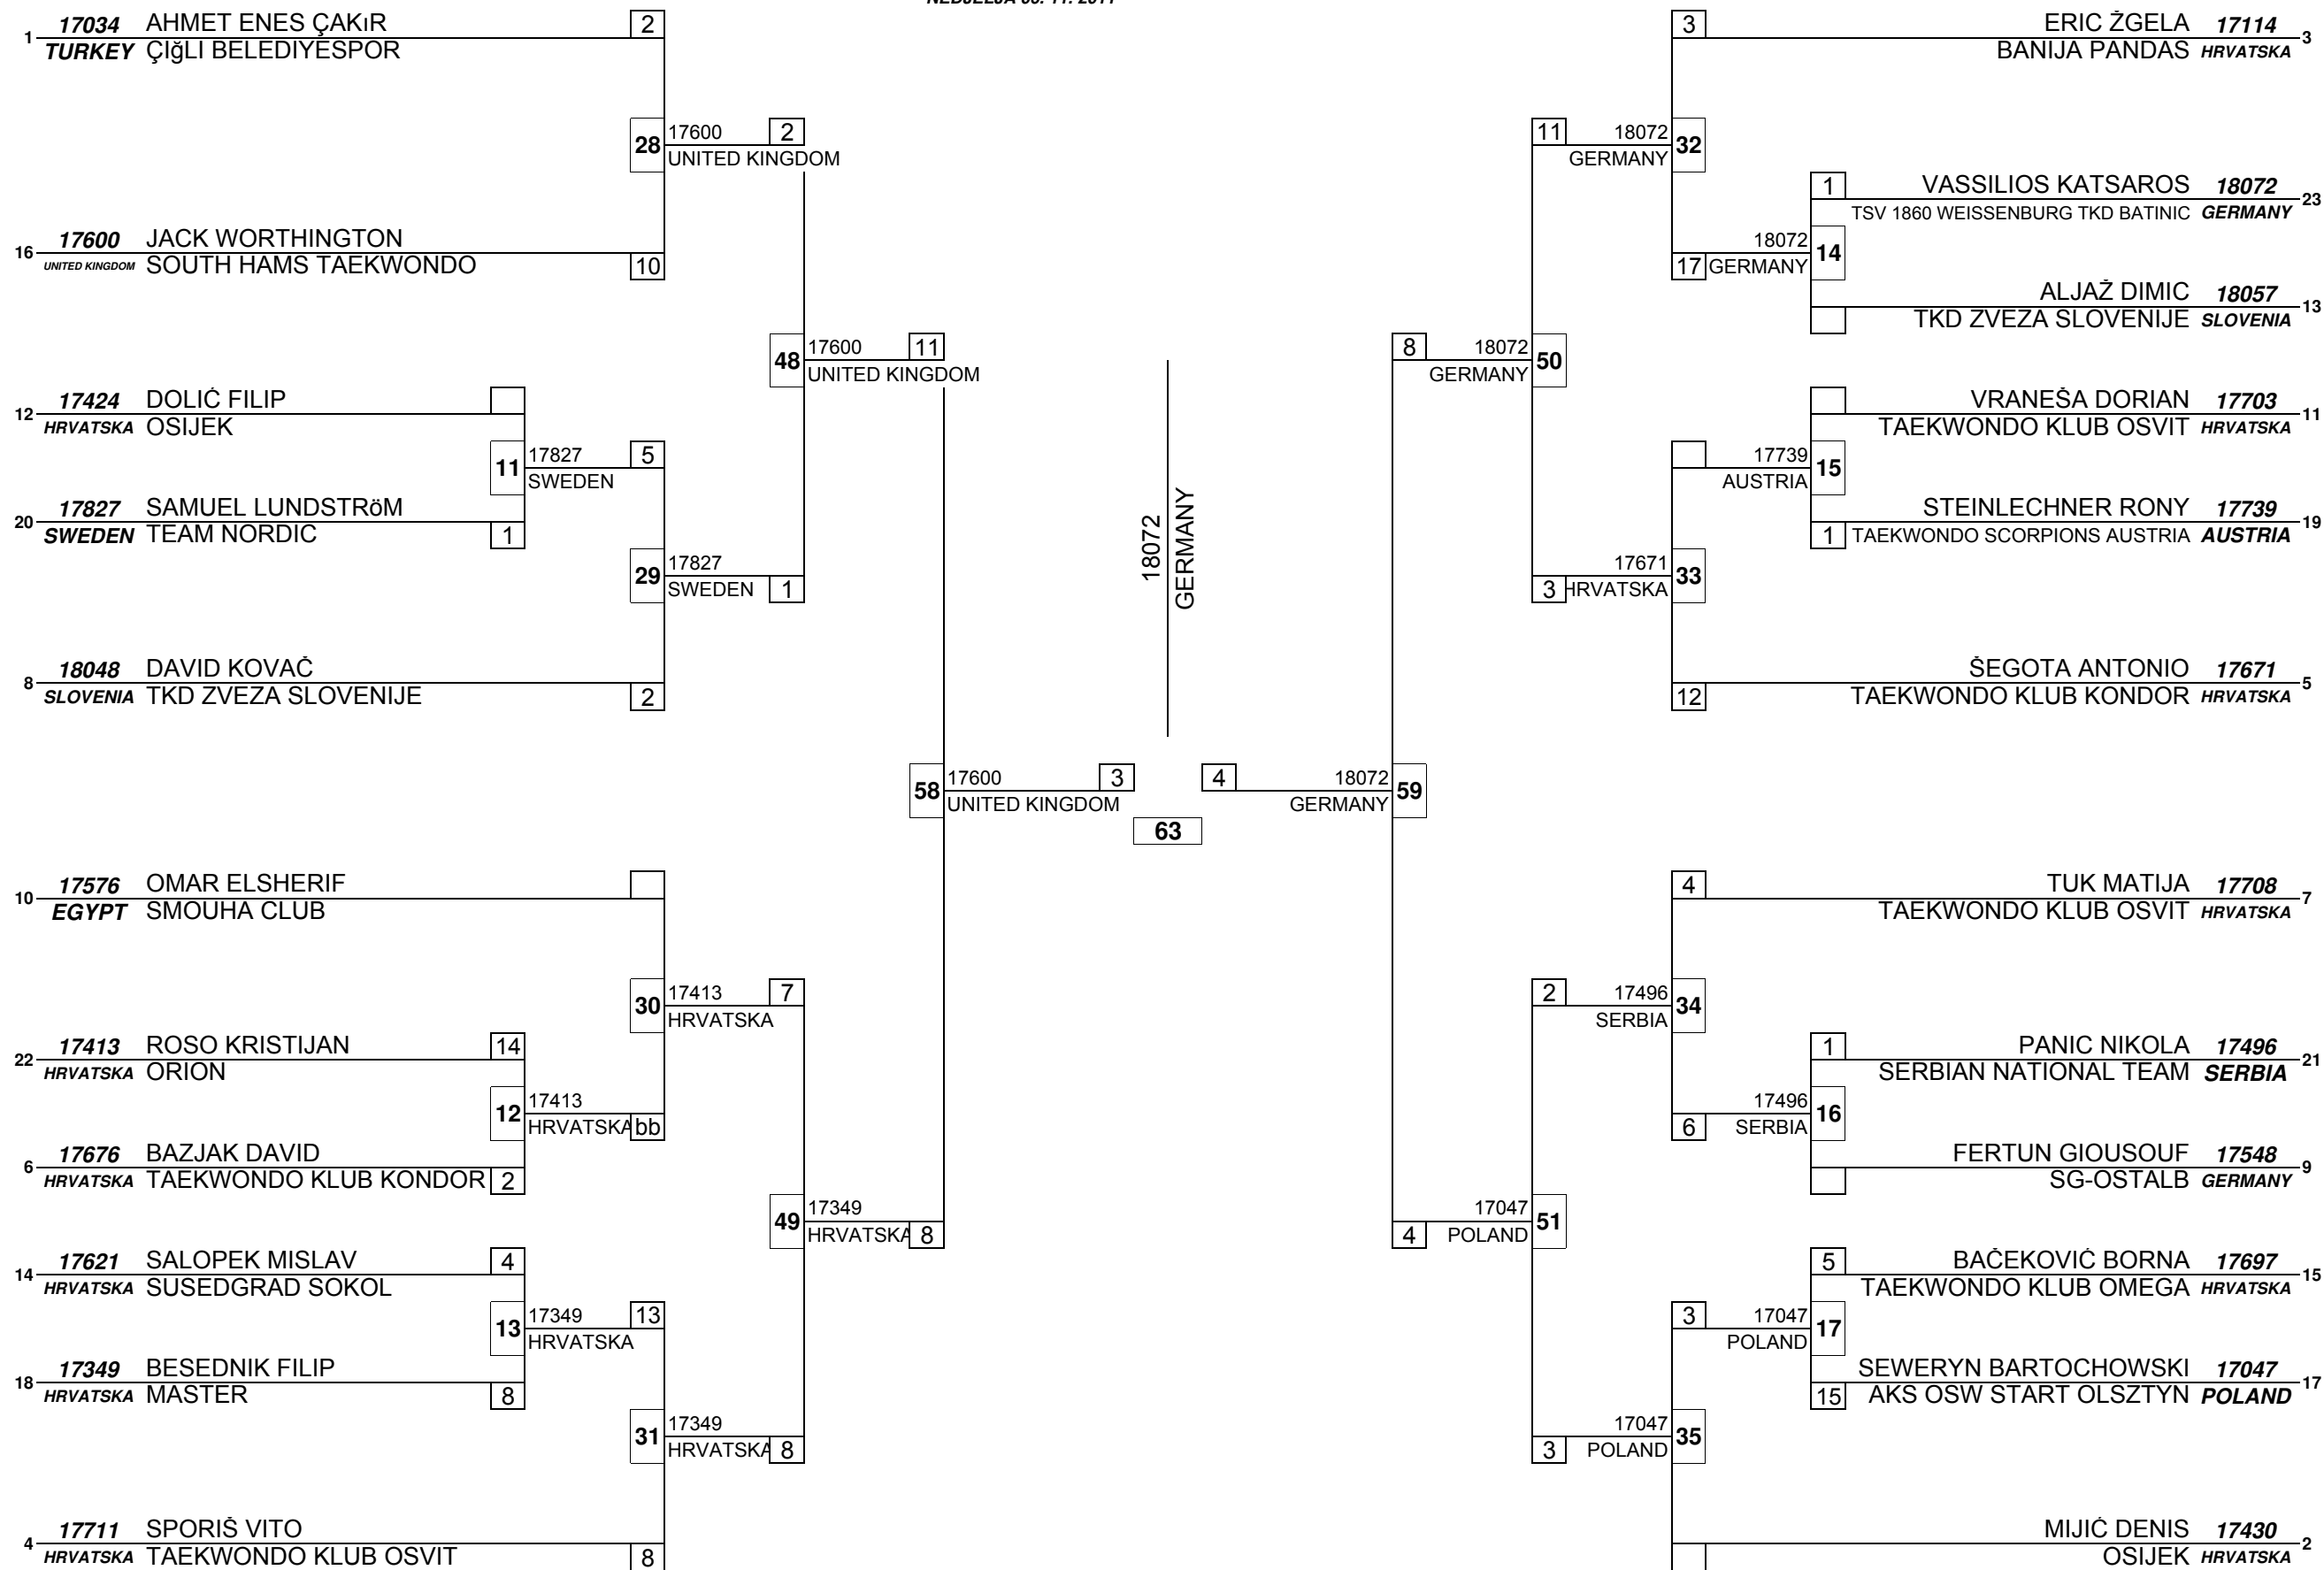 1 17034 AHMET ENES ÇAKıR 2
TURKEY ÇIğLI BELEDIYESPOR
28 17600 2
UNITED KINGDOM
16 17600 JACK WORTHINGTON
UNITED KINGDOM SOUTH HAMS TAEKWONDO 10
48 17600 11
UNITED KINGDOM
12 17424 DOLIĆ FILIP
HRVATSKA OSIJEK
11 17827 5
SWEDEN
20 17827 SAMUEL LUNDSTRöM
SWEDEN TEAM NORDIC 1
29 17827
SWEDEN 1
8 18048 DAVID KOVAČ
SLOVENIA TKD ZVEZA SLOVENIJE 2
58 17600 3
UNITED KINGDOM
10 17576 OMAR ELSHERIF
EGYPT SMOUHA CLUB
30 17413 7
HRVATSKA
22 17413 ROSO KRISTIJAN 14
HRVATSKA ORION
12 17413
HRVATSKA bb
6 17676 BAZJAK DAVID
HRVATSKA TAEKWONDO KLUB KONDOR 2
49 17349
HRVATSKA 8
14 17621 SALOPEK MISLAV 4
HRVATSKA SUSEDGRAD SOKOL
13 17349 13
HRVATSKA
18 17349 BESEDNIK FILIP
HRVATSKA MASTER 8
31 17349
HRVATSKA 8
4 17711 SPORIŠ VITO
HRVATSKA TAEKWONDO KLUB OSVIT 8
18072
GERMANY
63
3 ERIC ŽGELA 17114 3
BANIJA PANDAS HRVATSKA
11 18072 32
GERMANY
1 VASSILIOS KATSAROS 18072 23
TSV 1860 WEISSENBURG TKD BATINIC GERMANY
18072 14
17 GERMANY
ALJAŽ DIMIC 18057 13
TKD ZVEZA SLOVENIJE SLOVENIA
8 18072 50
GERMANY
VRANEŠA DORIAN 17703 11
TAEKWONDO KLUB OSVIT HRVATSKA
17739 15
AUSTRIA
STEINLECHNER RONY 17739 19
1 TAEKWONDO SCORPIONS AUSTRIA AUSTRIA
17671 33
3 HRVATSKA
ŠEGOTA ANTONIO 17671 5
12 TAEKWONDO KLUB KONDOR HRVATSKA
4 18072 59
GERMANY
4 TUK MATIJA 17708 7
TAEKWONDO KLUB OSVIT HRVATSKA
2 17496 34
SERBIA
1 PANIC NIKOLA 17496 21
SERBIAN NATIONAL TEAM SERBIA
17496 16
6 SERBIA
FERTUN GIOUSOUF 17548 9
SG-OSTALB GERMANY
17047 51
4 POLAND
5 BAČEKOVIĆ BORNA 17697 15
TAEKWONDO KLUB OMEGA HRVATSKA
3 17047 17
POLAND
SEWERYN BARTOCHOWSKI 17047 17
15 AKS OSW START OLSZTYN POLAND
17047 35
3 POLAND
MIJIĆ DENIS 17430 2
OSIJEK HRVATSKA